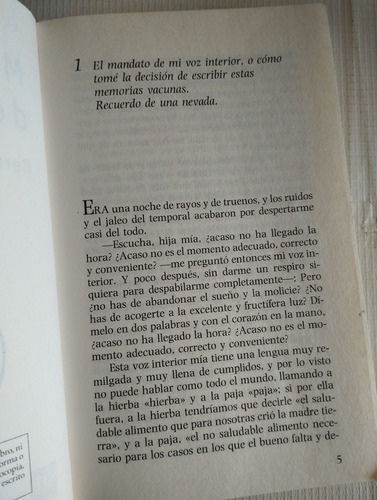 1 El mandato de mi voz interior, o cómo
tomé la decisión de escribir estas
memorias vacunas.
Recuerdo de una nevada.
ERA una noche de rayos y de truenos, y los ruidos
y el jaleo del temporal acabaron por despertarme
casi del todo.
—Escucha, hija mía, ¿acaso no ha llegado la
hora? ¿Acaso no es el momento adecuado, correcto
y conveniente? —me preguntó entonces mi voz in-
terior. Y poco después, sin darme un respiro si-
quiera para despabilarme completamente—: Pero
¿no has de abandonar el sueño y la molicie? ¿No
has de acogerte a la excelente y fructífera luz? Dí-
melo en dos palabras y con el corazón en la mano,
¿acaso no ha llegado la hora? ¿Acaso no es el mo-
mento adecuado, correcto y conveniente?
Esta voz interior mía tiene una lengua muy re-
milgada y muy llena de cumplidos, y por lo visto
no puede hablar como todo el mundo, llamando a
la hierba «hierba» y a la paja «paja»; si por ella
fuera, a la hierba tendríamos que decirle «el salu-
dable alimento que para nosotras crió la madre tie-
rra», y a la paja, «el no saludable alimento nece-
sario para los casos en los que el bueno falta y de-
5
bro, ni
orma o
ocopia,
escrito